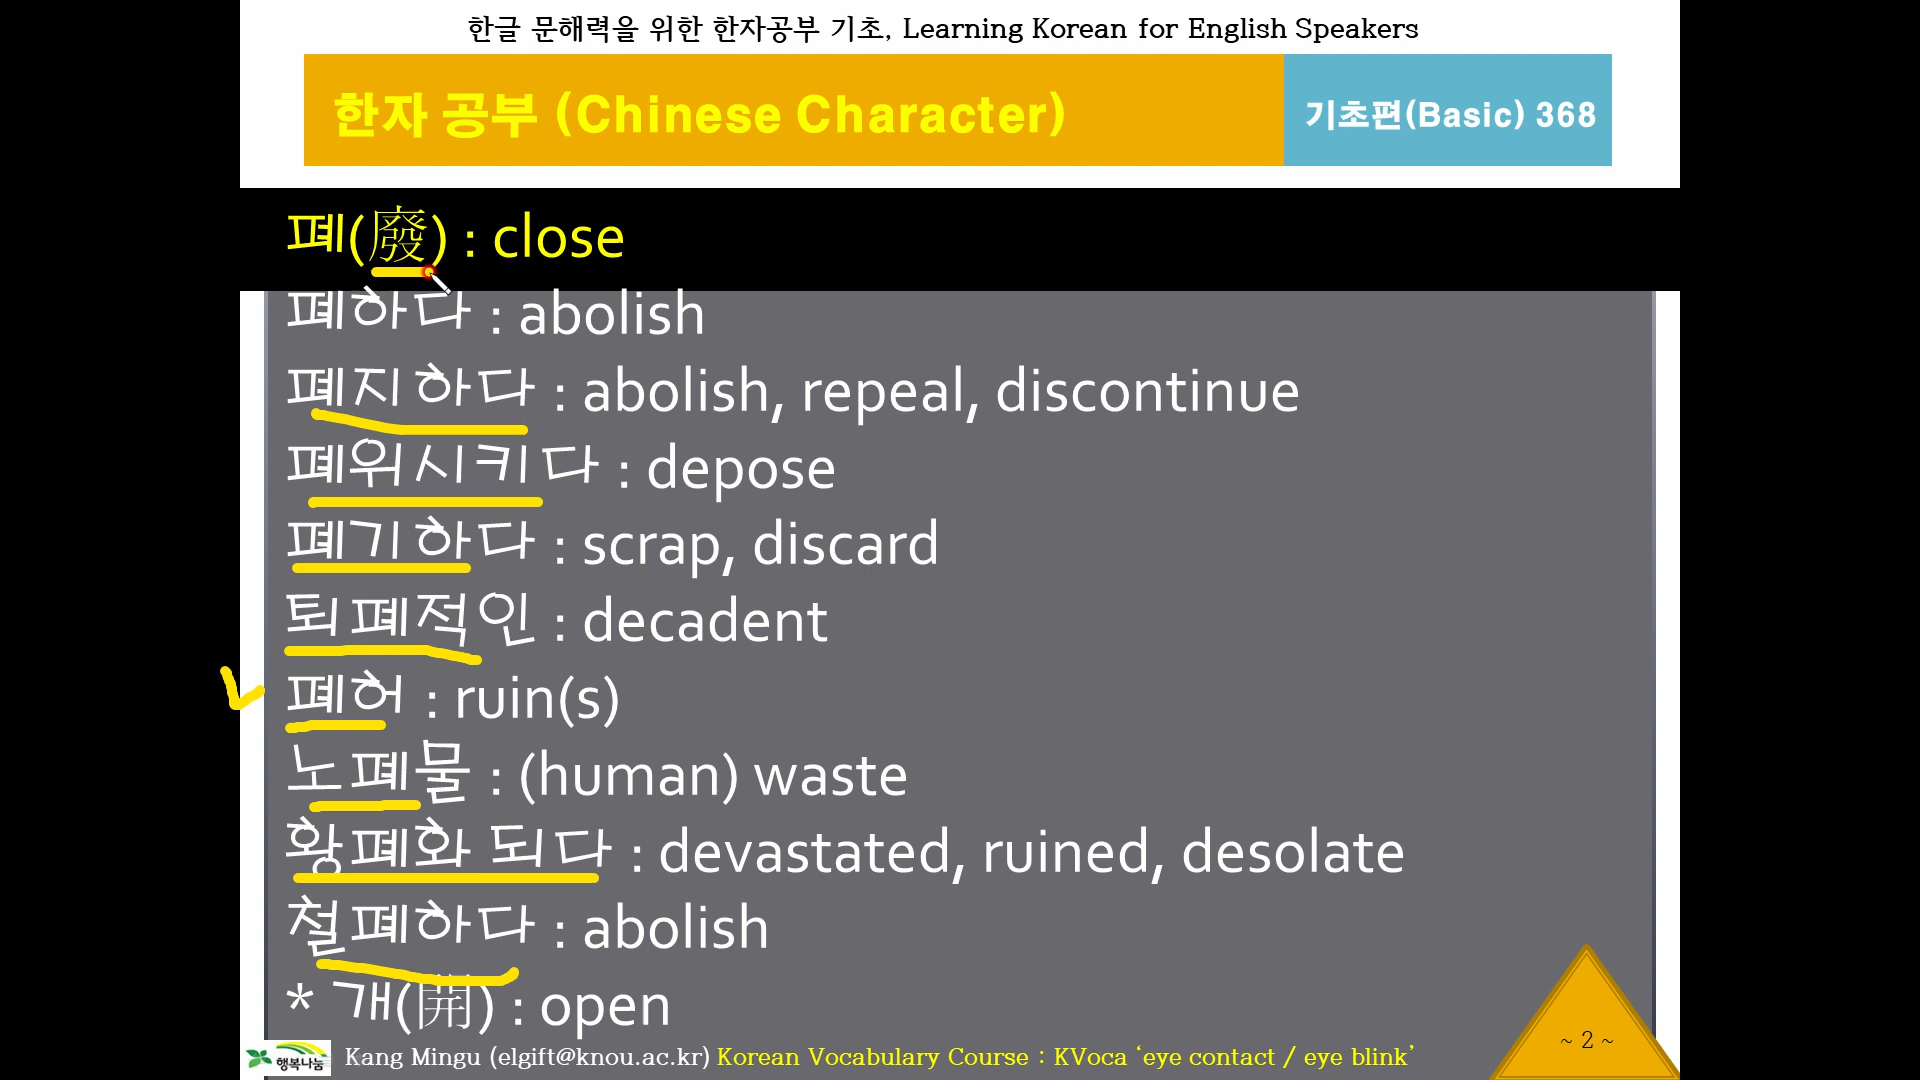 한글 문해력을 위한 한자공부 기초, Learning Korean for English Speakers
한자 공부 (Chinese Character)
기초편(Basic) 368
폐(廢) : close
폐하다 : abolish
폐지하다 : abolish, repeal, discontinue
폐위시키다 : depose
폐기하다 : scrap, discard
퇴폐적인 : decadent
폐허 : ruin(s)
노폐물 : (human) waste
황폐화 되다 : devastated, ruined, desolate
철폐하다 : abolish
* 개(開) : open
행복나눔
Kang Mingu (elgift@knou.ac.kr) Korean Vocabulary Course : KVoca ‘eye contact / eye blink’
~ 2 ~